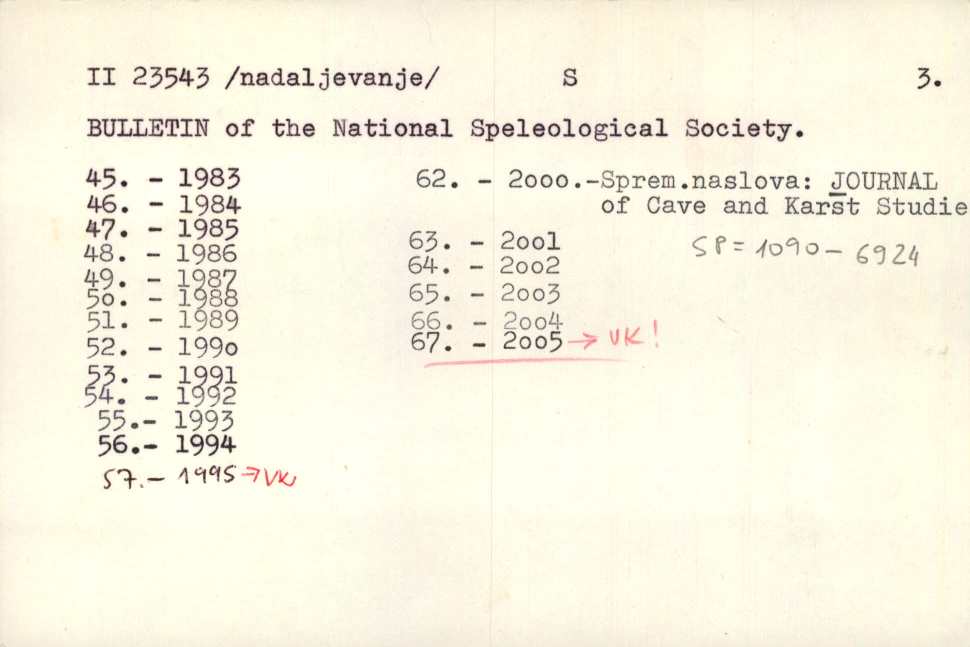 II 23543 /nadaljevanje/ S 3.
BULLETIN of the National Speleological Society.
45. - 1983
46. - 1984
47. - 1985
48. - 1986
49. - 1987
5o. - 1988
51. - 1989
52. - 199o
53. - 1991
54. - 1992
55.- 1993
56.- 1994
57.- 1995 → VK
62. - 2ooo.-Sprem.naslova: JOURNAL
of Cave and Karst Studie
63. - 2oo1
64. - 2oo2
65. - 2oo3
66. - 2oo4
67. - 2oo5 → VK!
SP = 1090 - 6924